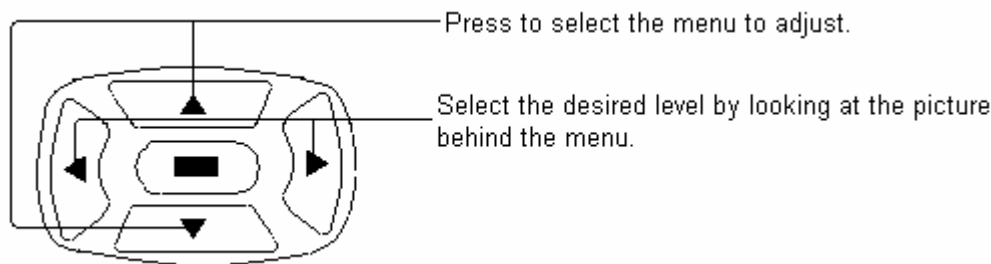 Press to select the menu to adjust.
Select the desired level by looking at the picture
behind the menu.